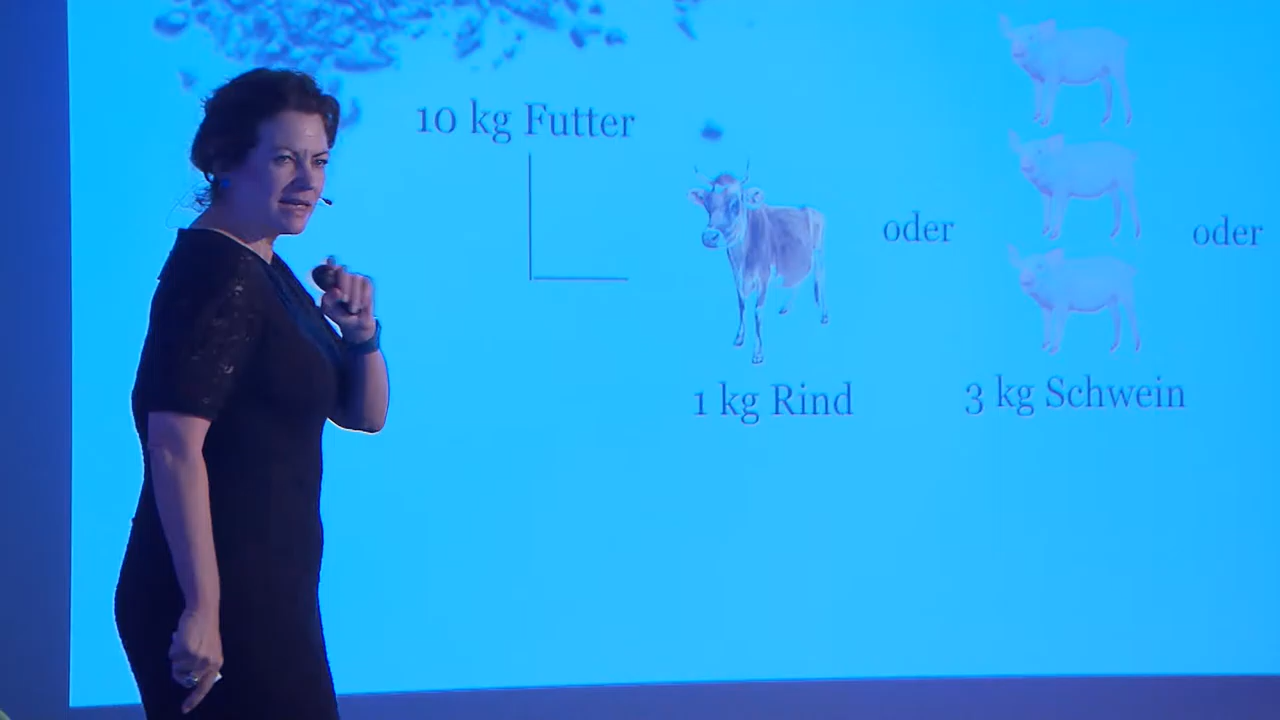 10 kg Futter
oder
oder
1 kg Rind
3 kg Schwein